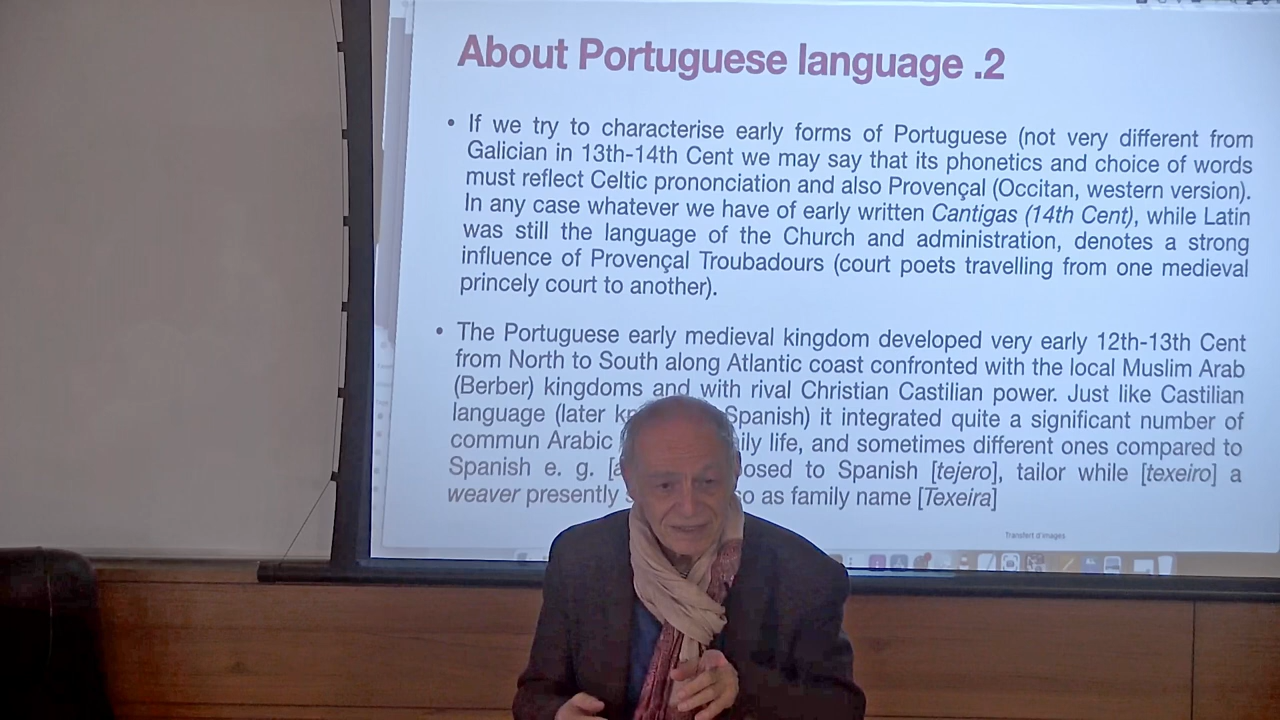 About Portuguese language .2
• If we try to characterise early forms of Portuguese (not very different from
Galician in 13th-14th Cent we may say that its phonetics and choice of words
must reflect Celtic prononciation and also Provençal (Occitan, western version).
In any case whatever we have of early written Cantigas (14th Cent), while Latin
was still the language of the Church and administration, denotes a strong
influence of Provençal Troubadours (court poets travelling from one medieval
princely court to another).
• The Portuguese early medieval kingdom developed very early 12th-13th Cent
from North to South along Atlantic coast confronted with the local Muslim Arab
(Berber) kingdoms and with rival Christian Castilian power. Just like Castilian
language (later Spanish) it integrated quite a significant number of
commun Arabic life, and sometimes different ones compared to
Spanish e. g. to Spanish [tejero], tailor while [texeiro] a
weaver presently as family name [Texeira]
Transfert d'images